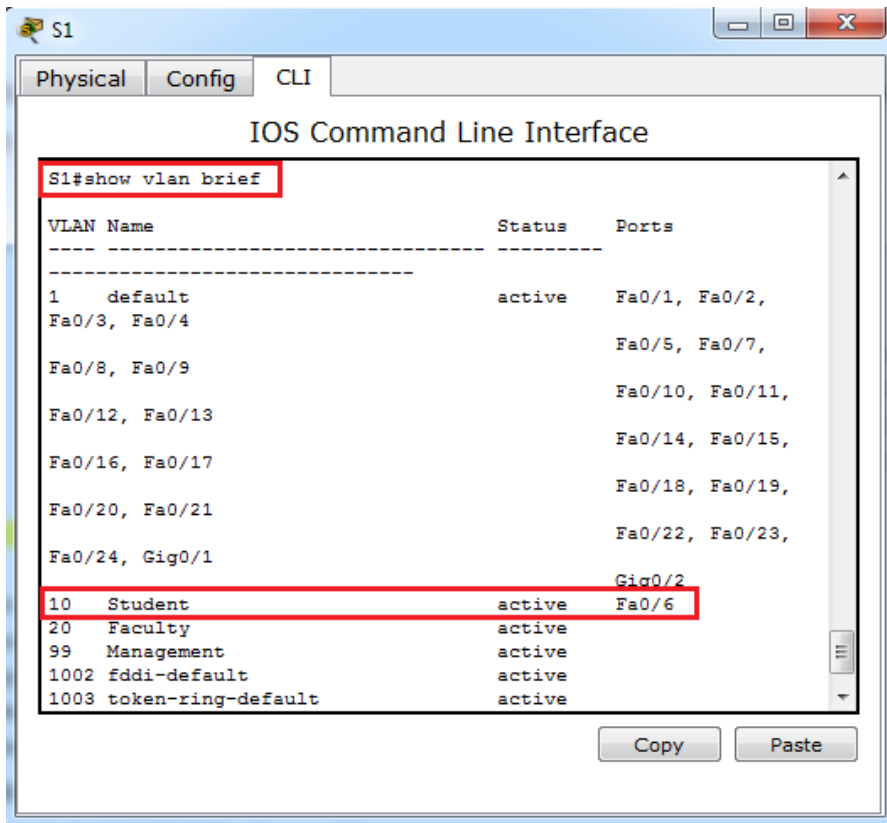 S1
Physical Config CLI
IOS Command Line Interface
S1#show vlan brief
VLAN Name                             Status    Ports
---- -------------------------------- ---------
-------------------------------
1    default                          active    Fa0/1, Fa0/2,
Fa0/3, Fa0/4
                                                Fa0/5, Fa0/7,
Fa0/8, Fa0/9
                                                Fa0/10, Fa0/11,
Fa0/12, Fa0/13
                                                Fa0/14, Fa0/15,
Fa0/16, Fa0/17
                                                Fa0/18, Fa0/19,
Fa0/20, Fa0/21
                                                Fa0/22, Fa0/23,
Fa0/24, Gig0/1
                                                Gig0/2
10   Student                          active    Fa0/6
20   Faculty                          active
99   Management                       active
1002 fddi-default                     active
1003 token-ring-default               active
Copy Paste